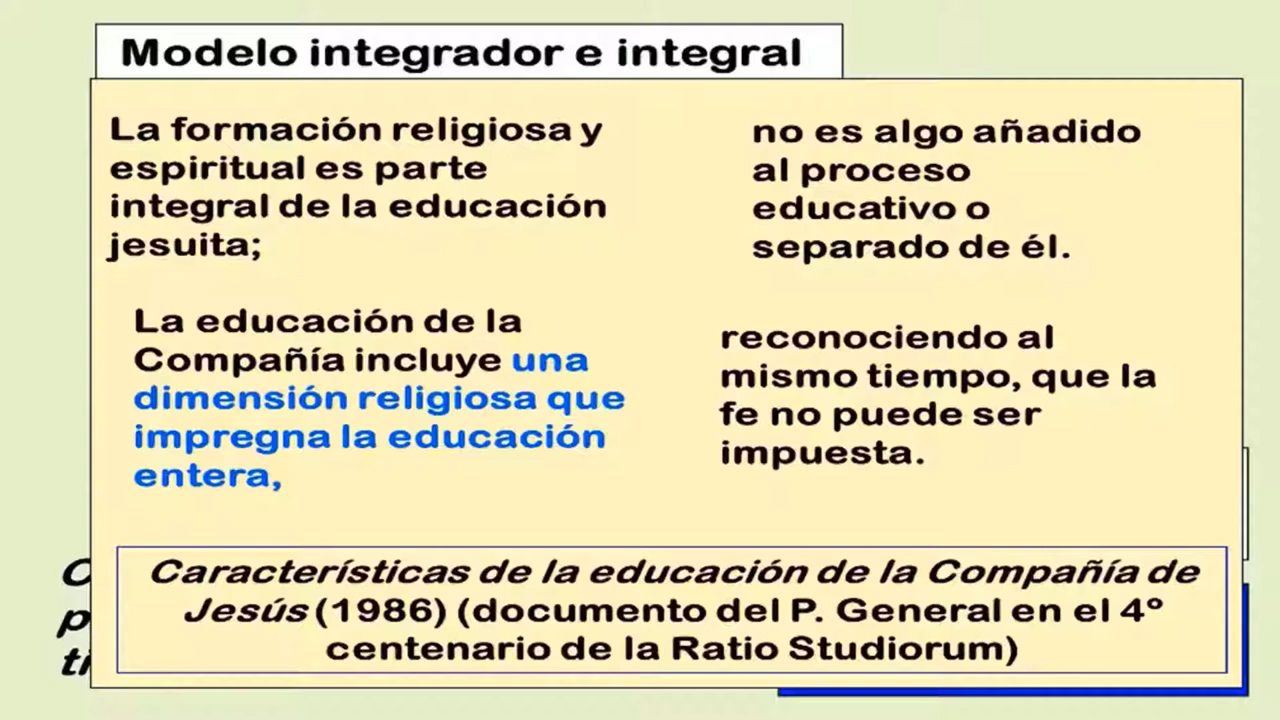 Modelo integrador e integral
La formación religiosa y
espiritual es parte
integral de la educación
jesuita;
no es algo añadido
al proceso
educativo o
separado de él.
La educación de la
Compañía incluye una
dimensión religiosa que
impregna la educación
entera,
reconociendo al
mismo tiempo, que la
fe no puede ser
impuesta.
Características de la educación de la Compañía de
Jesús (1986) (documento del P. General en el 4º
centenario de la Ratio Studiorum)